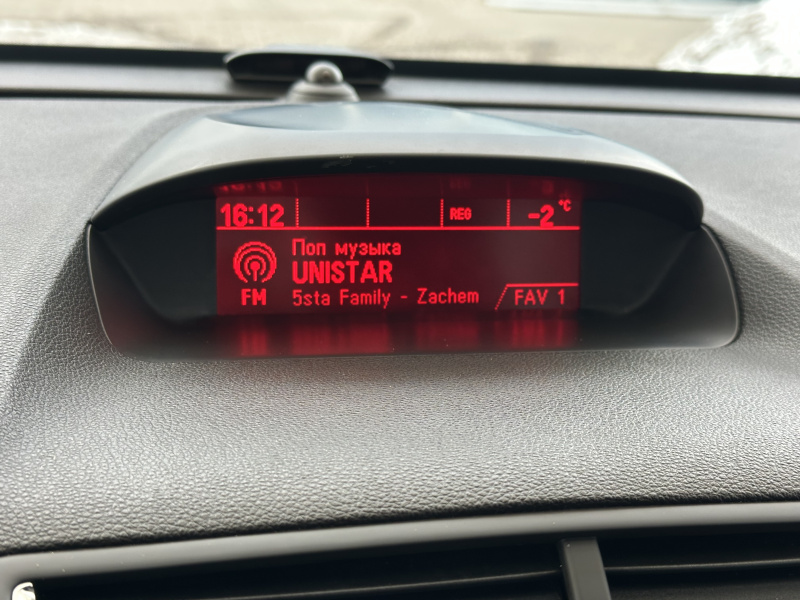 16:12 REG -2 °C
Поп музыка
UNISTAR
FM 5sta Family - Zachem FAV 1